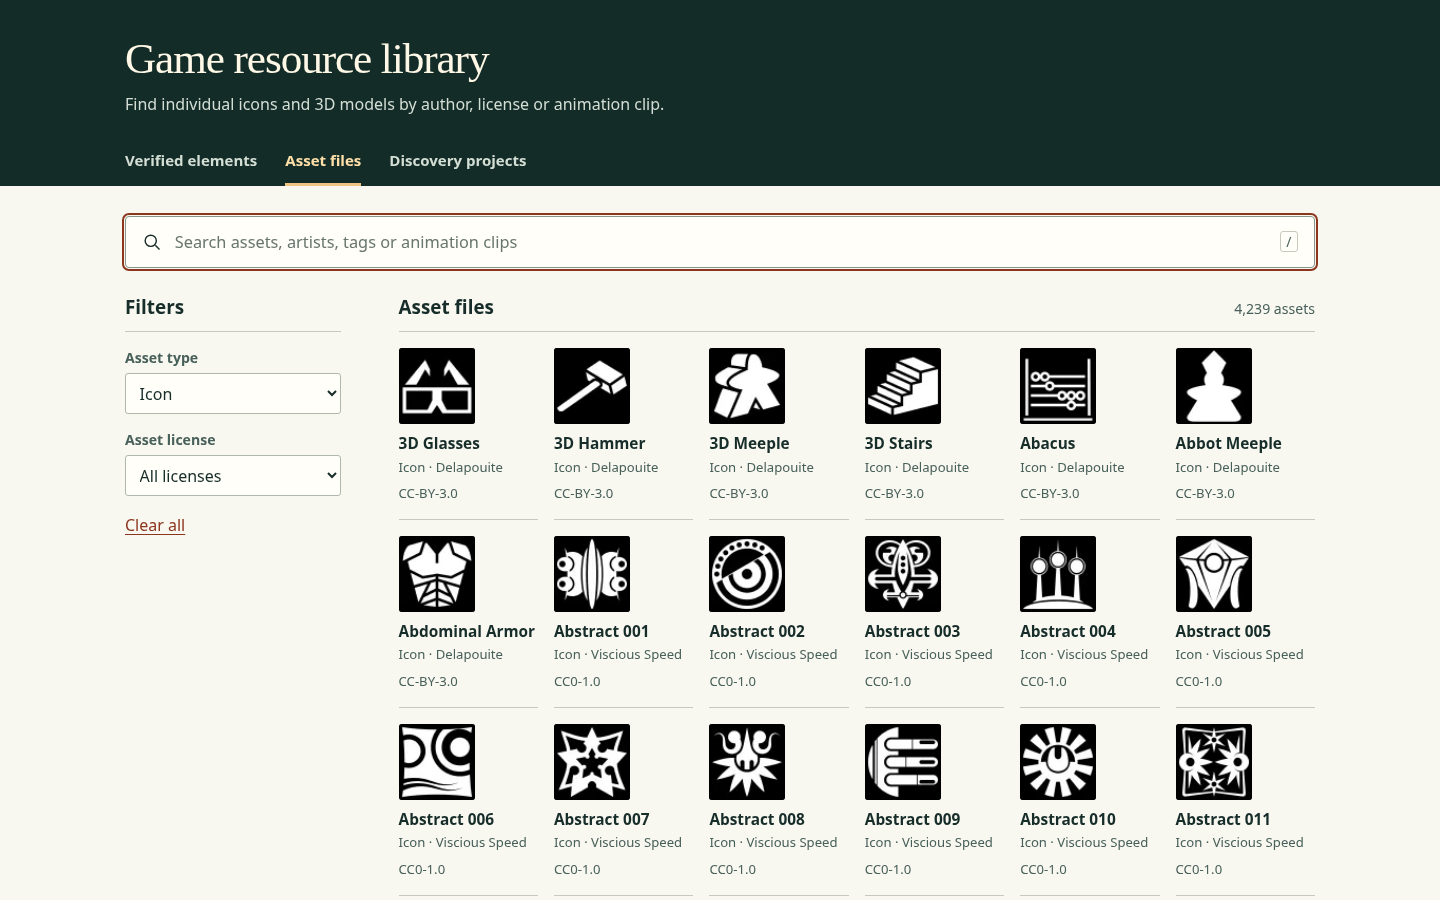 Game resource library
Find individual icons and 3D models by author, license or animation clip.
Verified elements
Asset files
Discovery projects
Search assets, artists, tags or animation clips
/
Filters
Asset type
Icon
Asset license
All licenses
Clear all
Asset files
4,239 assets
3D Glasses
Icon · Delapouite
CC-BY-3.0
3D Hammer
Icon · Delapouite
CC-BY-3.0
3D Meeple
Icon · Delapouite
CC-BY-3.0
3D Stairs
Icon · Delapouite
CC-BY-3.0
Abacus
Icon · Delapouite
CC-BY-3.0
Abbot Meeple
Icon · Delapouite
CC-BY-3.0
Abdominal Armor
Icon · Delapouite
CC-BY-3.0
Abstract 001
Icon · Viscious Speed
CC0-1.0
Abstract 002
Icon · Viscious Speed
CC0-1.0
Abstract 003
Icon · Viscious Speed
CC0-1.0
Abstract 004
Icon · Viscious Speed
CC0-1.0
Abstract 005
Icon · Viscious Speed
CC0-1.0
Abstract 006
Icon · Viscious Speed
CC0-1.0
Abstract 007
Icon · Viscious Speed
CC0-1.0
Abstract 008
Icon · Viscious Speed
CC0-1.0
Abstract 009
Icon · Viscious Speed
CC0-1.0
Abstract 010
Icon · Viscious Speed
CC0-1.0
Abstract 011
Icon · Viscious Speed
CC0-1.0